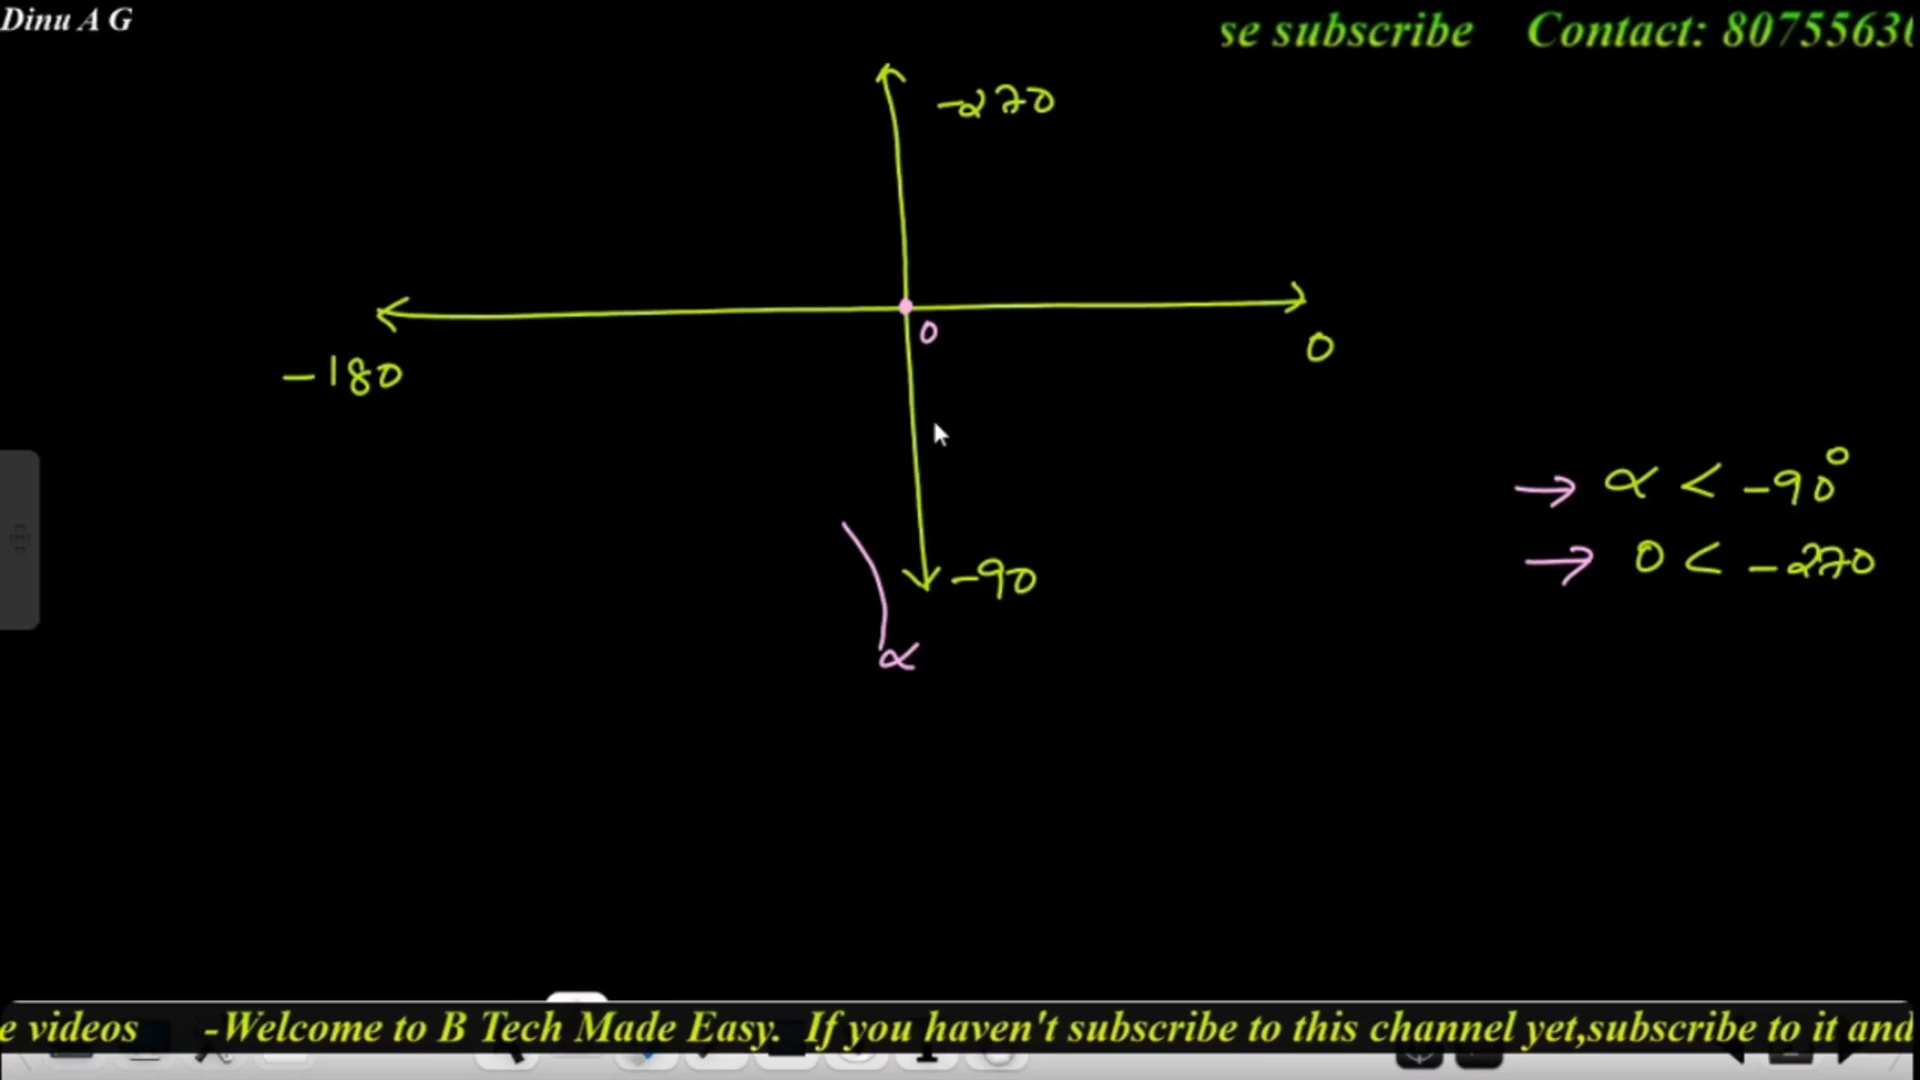 Dinu A G
se subscribe Contact: 8075563
-270
0
0
-180
α < -90°
0 < -270
-90
α
e videos -Welcome to B Tech Made Easy. If you haven't subscribe to this channel yet,subscribe to it and